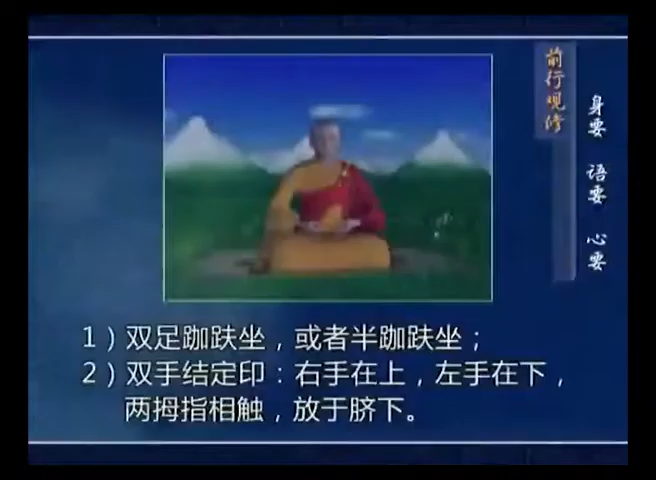 前行观修
身要 语要 心要
1）双足跏趺坐，或者半跏趺坐；
2）双手结定印：右手在上，左手在下，
两拇指相触，放于脐下。